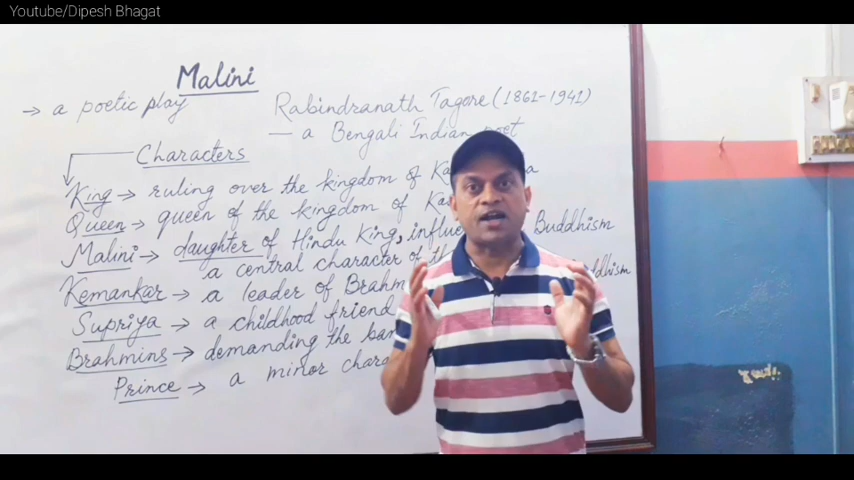 Youtube/Dipesh Bhagat
Malini
→ a poetic play
Rabindranath Tagore (1861-1941)
— a Bengali Indian poet
Characters
King → ruling over the kingdom of
Queen → queen of the kingdom of
Malini → daughter of Hindu King, Buddhism
a central character of
Kemankar → a leader of
Supriya → a childhood friend
Brahmins → demanding the
Prince → a minor